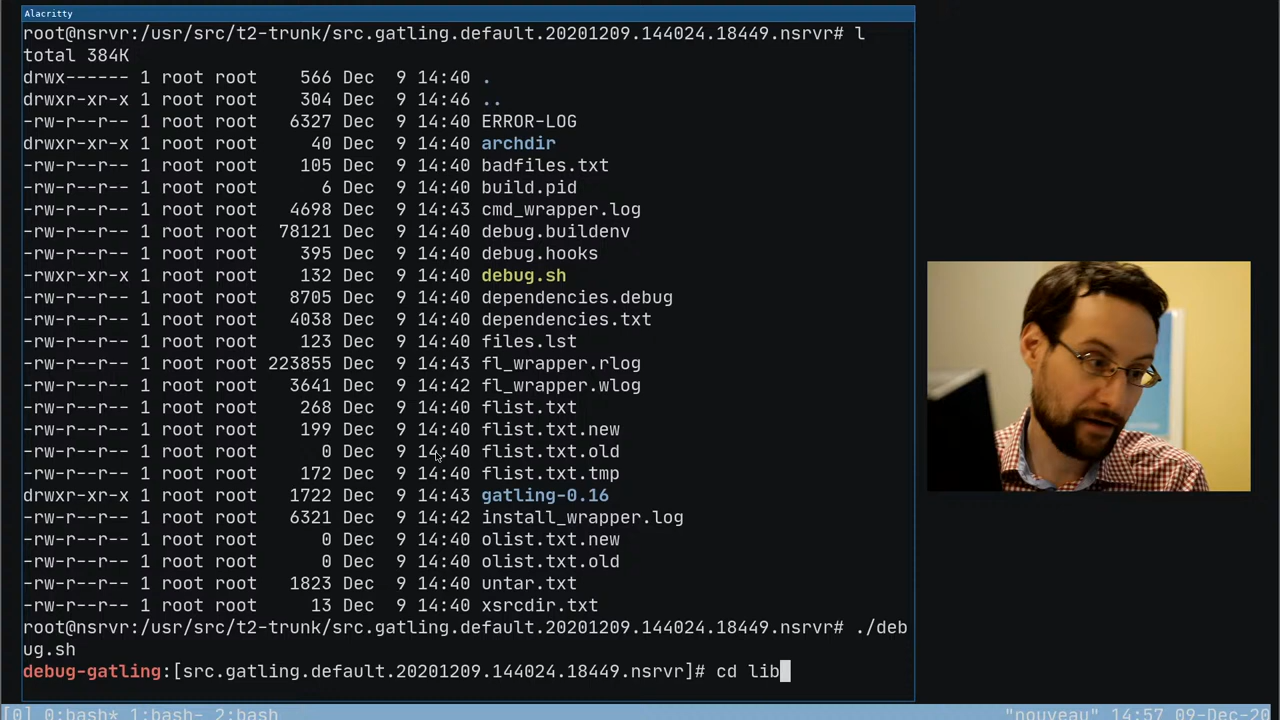 Alacritty
root@nsrvr:/usr/src/t2-trunk/src.gatling.default.20201209.144024.18449.nsrvr# l
total 384K
drwx------ 1 root root    566 Dec  9 14:40 .
drwxr-xr-x 1 root root    304 Dec  9 14:46 ..
-rw-r--r-- 1 root root   6327 Dec  9 14:40 ERROR-LOG
drwxr-xr-x 1 root root     40 Dec  9 14:40 archdir
-rw-r--r-- 1 root root    105 Dec  9 14:40 badfiles.txt
-rw-r--r-- 1 root root      6 Dec  9 14:40 build.pid
-rw-r--r-- 1 root root   4698 Dec  9 14:43 cmd_wrapper.log
-rw-r--r-- 1 root root  78121 Dec  9 14:40 debug.buildenv
-rw-r--r-- 1 root root    395 Dec  9 14:40 debug.hooks
-rwxr-xr-x 1 root root    132 Dec  9 14:40 debug.sh
-rw-r--r-- 1 root root   8705 Dec  9 14:40 dependencies.debug
-rw-r--r-- 1 root root   4038 Dec  9 14:40 dependencies.txt
-rw-r--r-- 1 root root    123 Dec  9 14:40 files.lst
-rw-r--r-- 1 root root 223855 Dec  9 14:43 fl_wrapper.rlog
-rw-r--r-- 1 root root   3641 Dec  9 14:42 fl_wrapper.wlog
-rw-r--r-- 1 root root    268 Dec  9 14:40 flist.txt
-rw-r--r-- 1 root root    199 Dec  9 14:40 flist.txt.new
-rw-r--r-- 1 root root      0 Dec  9 14:40 flist.txt.old
-rw-r--r-- 1 root root    172 Dec  9 14:40 flist.txt.tmp
drwxr-xr-x 1 root root   1722 Dec  9 14:43 gatling-0.16
-rw-r--r-- 1 root root   6321 Dec  9 14:42 install_wrapper.log
-rw-r--r-- 1 root root      0 Dec  9 14:40 olist.txt.new
-rw-r--r-- 1 root root      0 Dec  9 14:40 olist.txt.old
-rw-r--r-- 1 root root   1823 Dec  9 14:40 untar.txt
-rw-r--r-- 1 root root     13 Dec  9 14:40 xsrcdir.txt
root@nsrvr:/usr/src/t2-trunk/src.gatling.default.20201209.144024.18449.nsrvr# ./deb
ug.sh
debug-gatling:[src.gatling.default.20201209.144024.18449.nsrvr]# cd lib
[0] 0:bash* 1:bash- 2:bash "nouveau" 14:57 09-Dec-20